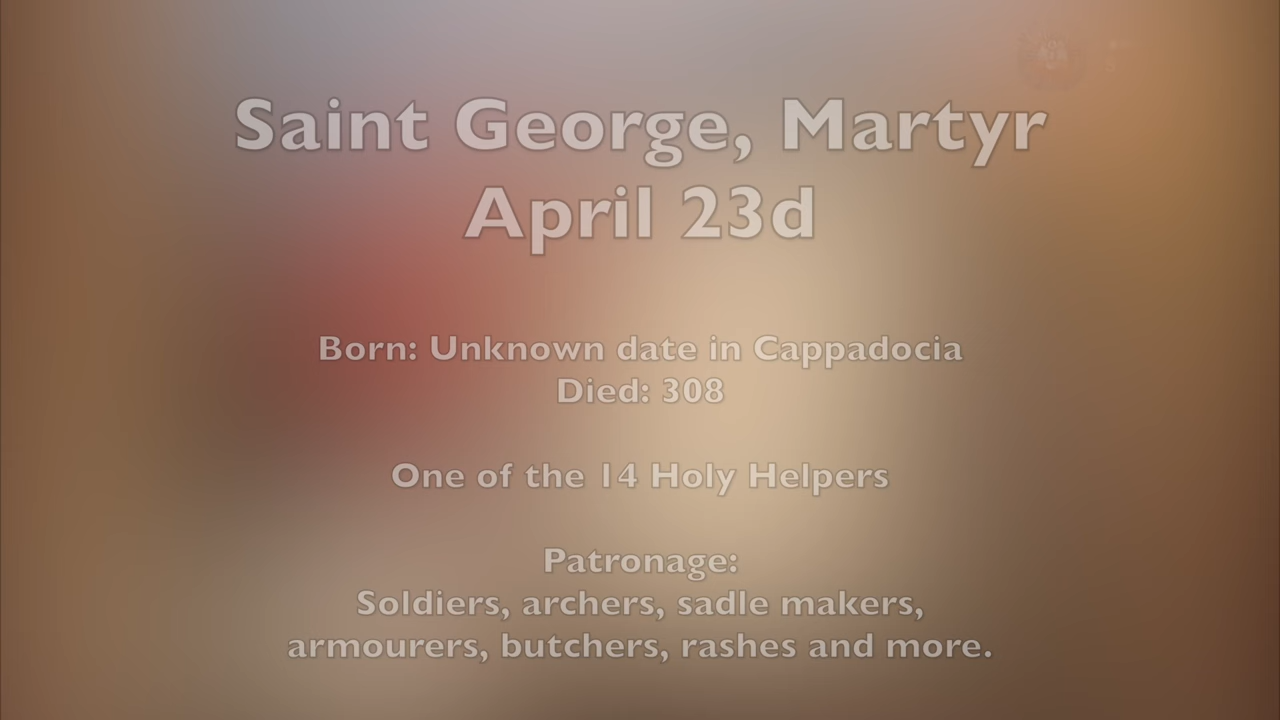 Saint George, Martyr
April 23d
Born: Unknown date in Cappadocia
Died: 308
One of the 14 Holy Helpers
Patronage:
Soldiers, archers, sadle makers,
armourers, butchers, rashes and more.